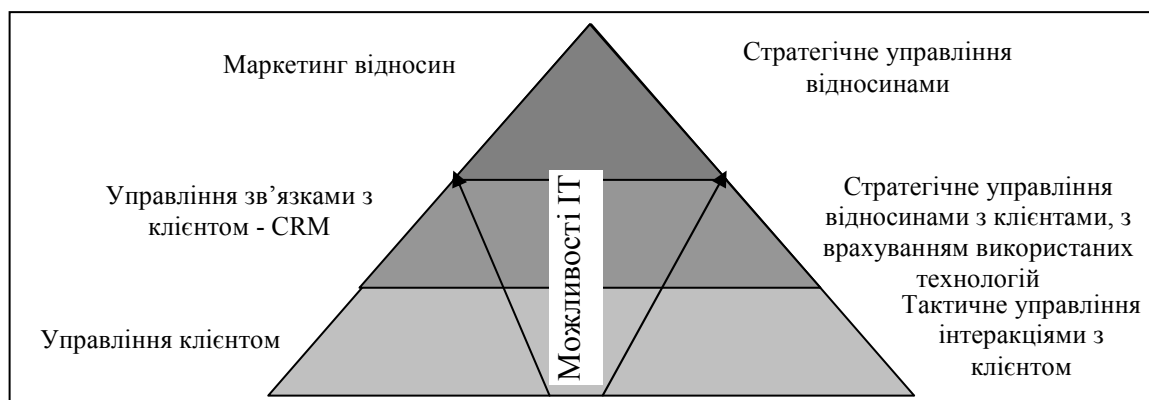 Маркетинг відносин
Стратегічне управління
відносинами
Управління зв’язками з
клієнтом - CRM
Можливості ІТ
Стратегічне управління
відносинами з клієнтами, з
врахуванням використаних
технологій
Управління клієнтом
Тактичне управління
інтеракціями з
клієнтом